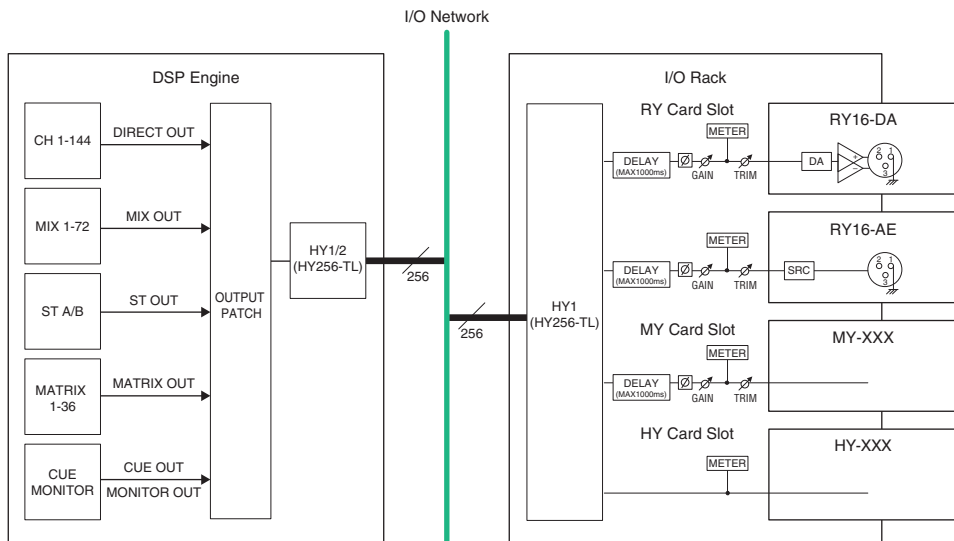 I/O Network
DSP Engine
CH 1-144
DIRECT OUT
MIX 1-72
MIX OUT
ST A/B
ST OUT
MATRIX
1-36
MATRIX OUT
CUE
MONITOR
CUE OUT
MONITOR OUT
OUTPUT
PATCH
HY1/2
(HY256-TL)
256
256
I/O Rack
HY1
(HY256-TL)
RY Card Slot
METER
DELAY
(MAX1000ms)
Ø
GAIN
TRIM
RY16-DA
DA
+
−
2
1
3
METER
DELAY
(MAX1000ms)
Ø
GAIN
TRIM
RY16-AE
SRC
2
1
3
MY Card Slot
METER
DELAY
(MAX1000ms)
Ø
GAIN
TRIM
MY-XXX
HY Card Slot
METER
HY-XXX